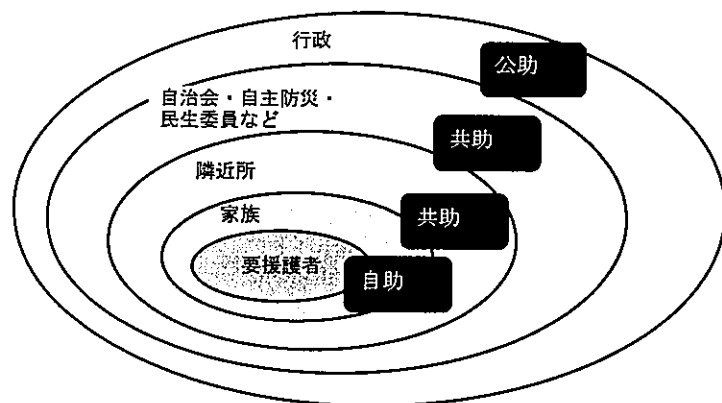 行政
公助
自治会・自主防災・
民生委員など
共助
隣近所
家族
共助
要援護者
自助